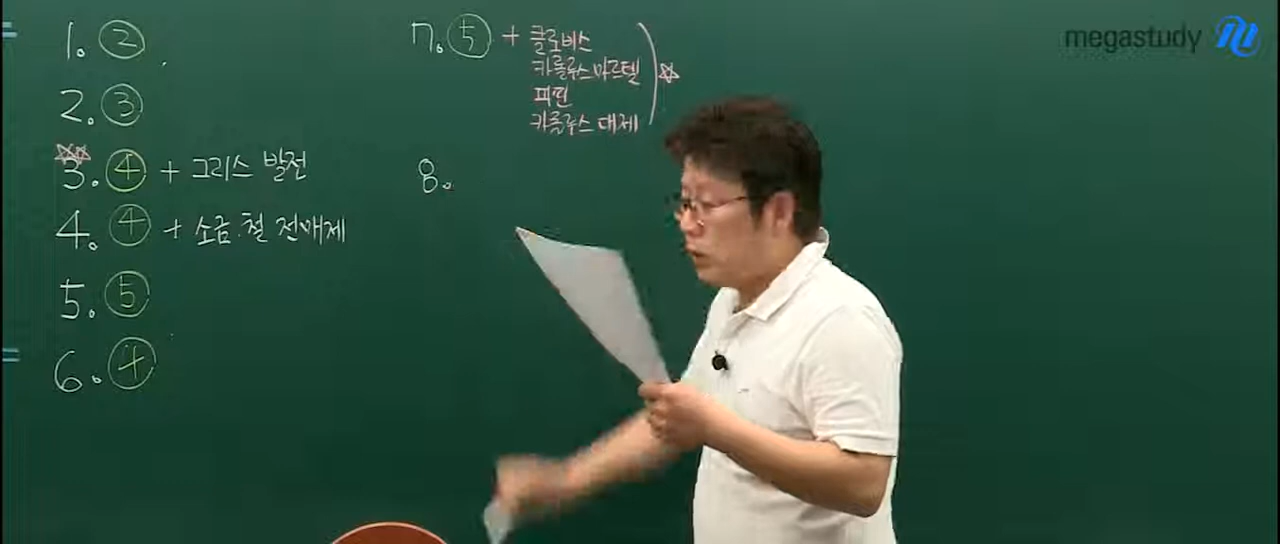 1. ②
2. ③
3. ④ + 그리스 발전
4. ④ + 소금.철 전매제
5. ⑤
6. ④
7. ⑤ + 클로비스
카롤루스 마르텔
피핀
카롤루스 대제
8.
megastudy